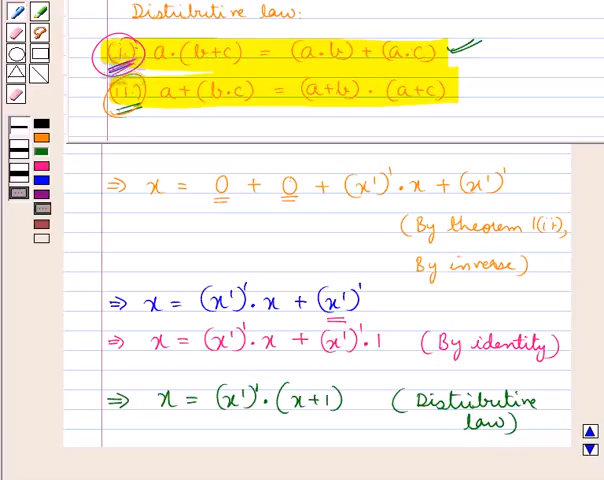 Distributive law:
(i) a·(b+c) = (a·b)+(a·c)
(ii) a+(b·c) = (a+b)·(a+c)
⇒ x = 0 + 0 + (x')'·x + (x')'
(By theorem 1(ii),
By inverse)
⇒ x = (x')'·x + (x')'
⇒ x = (x')'·x + (x')'·1 (By identity)
⇒ x = (x')'·(x+1) (Distributive
law)